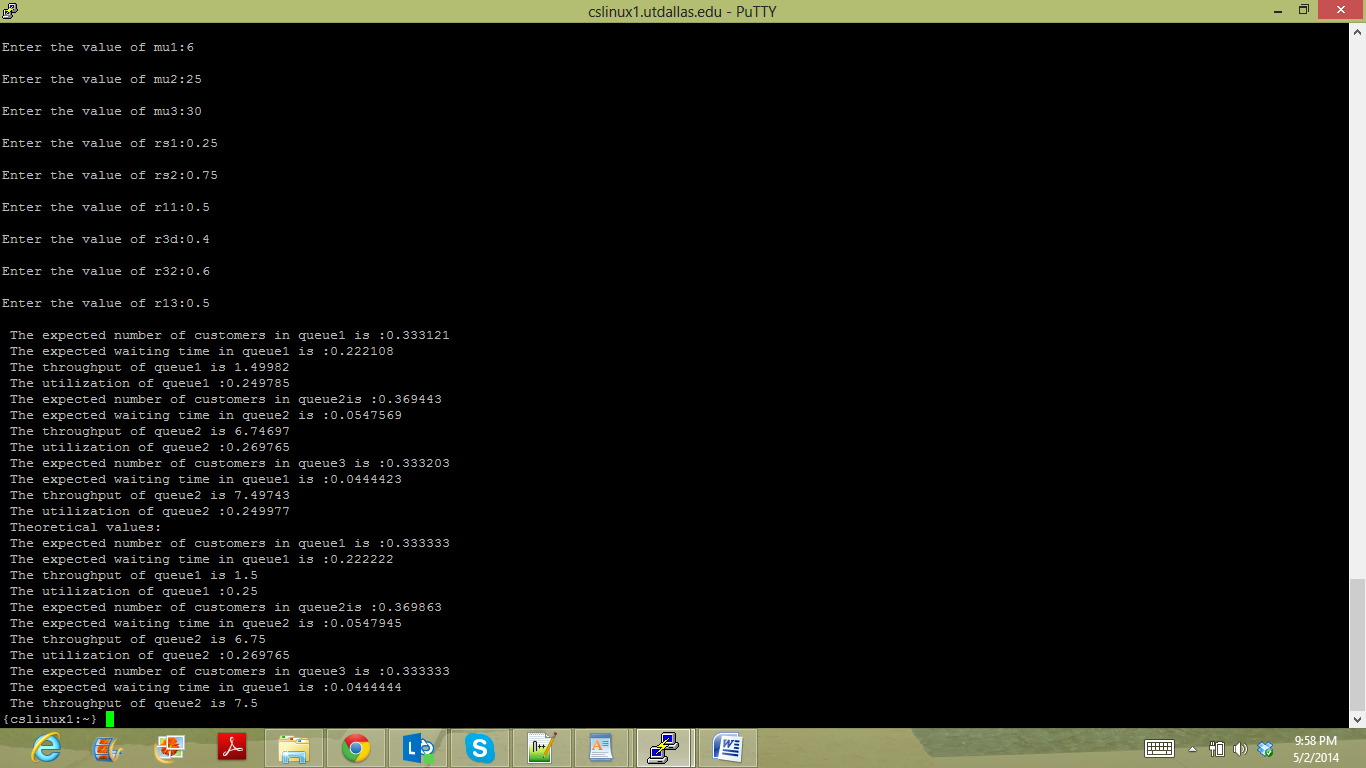 cslinux1.utdallas.edu - PuTTY
Enter the value of mu1:6
Enter the value of mu2:25
Enter the value of mu3:30
Enter the value of rs1:0.25
Enter the value of rs2:0.75
Enter the value of r11:0.5
Enter the value of r3d:0.4
Enter the value of r32:0.6
Enter the value of r13:0.5
The expected number of customers in queue1 is :0.333121
The expected waiting time in queue1 is :0.222108
The throughput of queue1 is 1.49982
The utilization of queue1 :0.249785
The expected number of customers in queue2is :0.369443
The expected waiting time in queue2 is :0.0547569
The throughput of queue2 is 6.74697
The utilization of queue2 :0.269765
The expected number of customers in queue3 is :0.333203
The expected waiting time in queue1 is :0.0444423
The throughput of queue2 is 7.49743
The utilization of queue2 :0.249977
Theoretical values:
The expected number of customers in queue1 is :0.333333
The expected waiting time in queue1 is :0.222222
The throughput of queue1 is 1.5
The utilization of queue1 :0.25
The expected number of customers in queue2is :0.369863
The expected waiting time in queue2 is :0.0547945
The throughput of queue2 is 6.75
The utilization of queue2 :0.269765
The expected number of customers in queue3 is :0.333333
The expected waiting time in queue1 is :0.0444444
The throughput of queue2 is 7.5
{cslinux1:~}
9:58 PM
5/2/2014